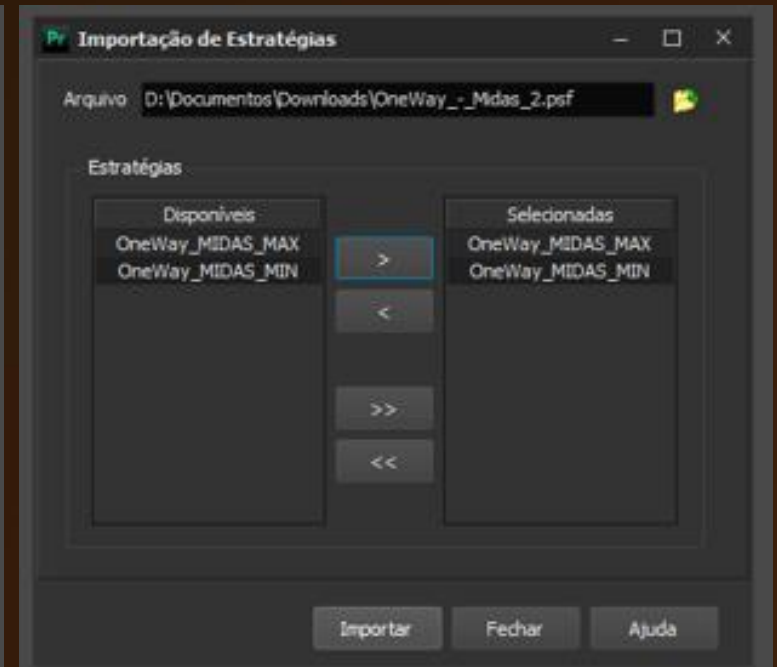 Pr Importação de Estratégias
Arquivo D:\Documentos\Downloads\OneWay_-_Midas_2.psf
Estratégias
Disponíveis Selecionadas
OneWay_MIDAS_MAX > OneWay_MIDAS_MAX
OneWay_MIDAS_MIN OneWay_MIDAS_MIN
<
>>
<<
Importar Fechar Ajuda